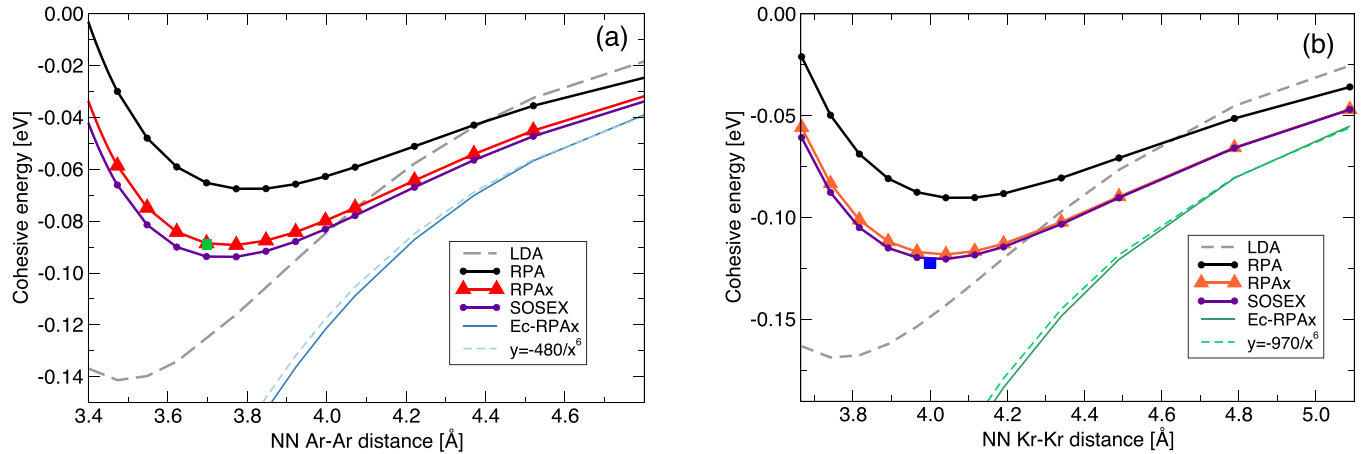 (a)
Cohesive energy [eV]
0.00
-0.02
-0.04
-0.06
-0.08
-0.10
-0.12
-0.14
3.4 3.6 3.8 4.0 4.2 4.4 4.6
NN Ar-Ar distance [Å]
LDA
RPA
RPAx
SOSEX
Ec-RPAx
y=-480/x^6
(b)
Cohesive energy [eV]
0.00
-0.05
-0.10
-0.15
3.8 4.0 4.2 4.4 4.6 4.8 5.0
NN Kr-Kr distance [Å]
LDA
RPA
RPAx
SOSEX
Ec-RPAx
y=-970/x^6